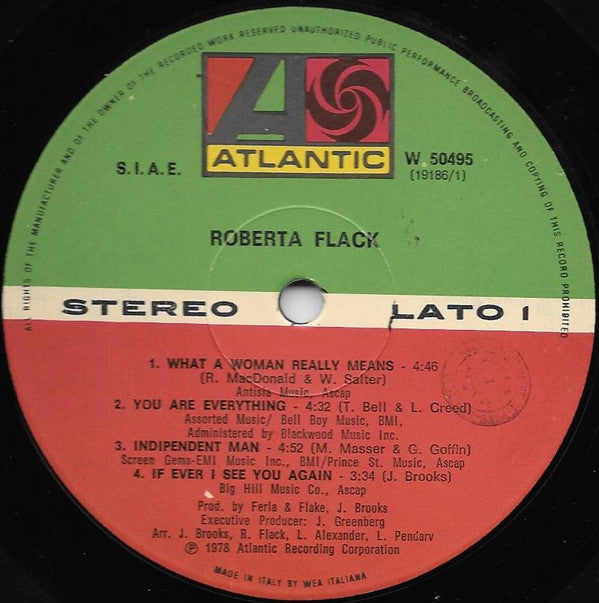 ALL RIGHTS OF THE MANUFACTURER AND OF THE OWNER OF THE RECORDED WORK RESERVED UNAUTHORIZED PUBLIC PERFORMANCE BROADCASTING AND COPYING OF THIS RECORD PROHIBITED
A
ATLANTIC
S.I.A.E.
W 50495
(19186/1)
ROBERTA FLACK
STEREO LATO 1
1. WHAT A WOMAN REALLY MEANS - 4:46
(R. MacDonald & W. Salter)
Antisia Music, Ascap
2. YOU ARE EVERYTHING - 4:32 (T. Bell & L. Creed)
Assorted Music/ Bell Boy Music, BMI,
Administered by Blackwood Music Inc.
3. INDIPENDENT MAN - 4:52 (M. Masser & G. Goffin)
Screen Gems-EMI Music Inc., BMI/Prince St. Music, Ascap
4. IF EVER I SEE YOU AGAIN - 3:34 (J. Brooks)
Big Hill Music Co., Ascap
Prod. by Ferla & Flake, J. Brooks
Executive Producer: J. Greenberg
Arr. J. Brooks, R. Flack, L. Alexander, L. Pendarv
℗ 1978 Atlantic Recording Corporation
MADE IN ITALY BY WEA ITALIANA